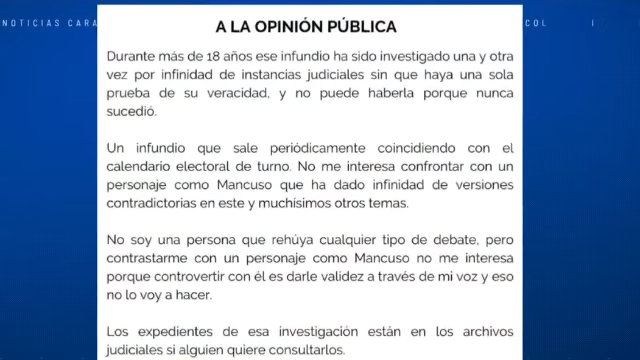 NOTICIAS CARA
COL
A LA OPINIÓN PÚBLICA
Durante más de 18 años ese infundio ha sido investigado una y otra
vez por infinidad de instancias judiciales sin que haya una sola
prueba de su veracidad, y no puede haberla porque nunca
sucedió.
Un infundio que sale periódicamente coincidiendo con el
calendario electoral de turno. No me interesa confrontar con un
personaje como Mancuso que ha dado infinidad de versiones
contradictorias en este y muchísimos otros temas.
No soy una persona que rehúya cualquier tipo de debate, pero
contrastarme con un personaje como Mancuso no me interesa
porque controvertir con él es darle validez a través de mi voz y eso
no lo voy a hacer.
Los expedientes de esa investigación están en los archivos
judiciales si alguien quiere consultarlos.